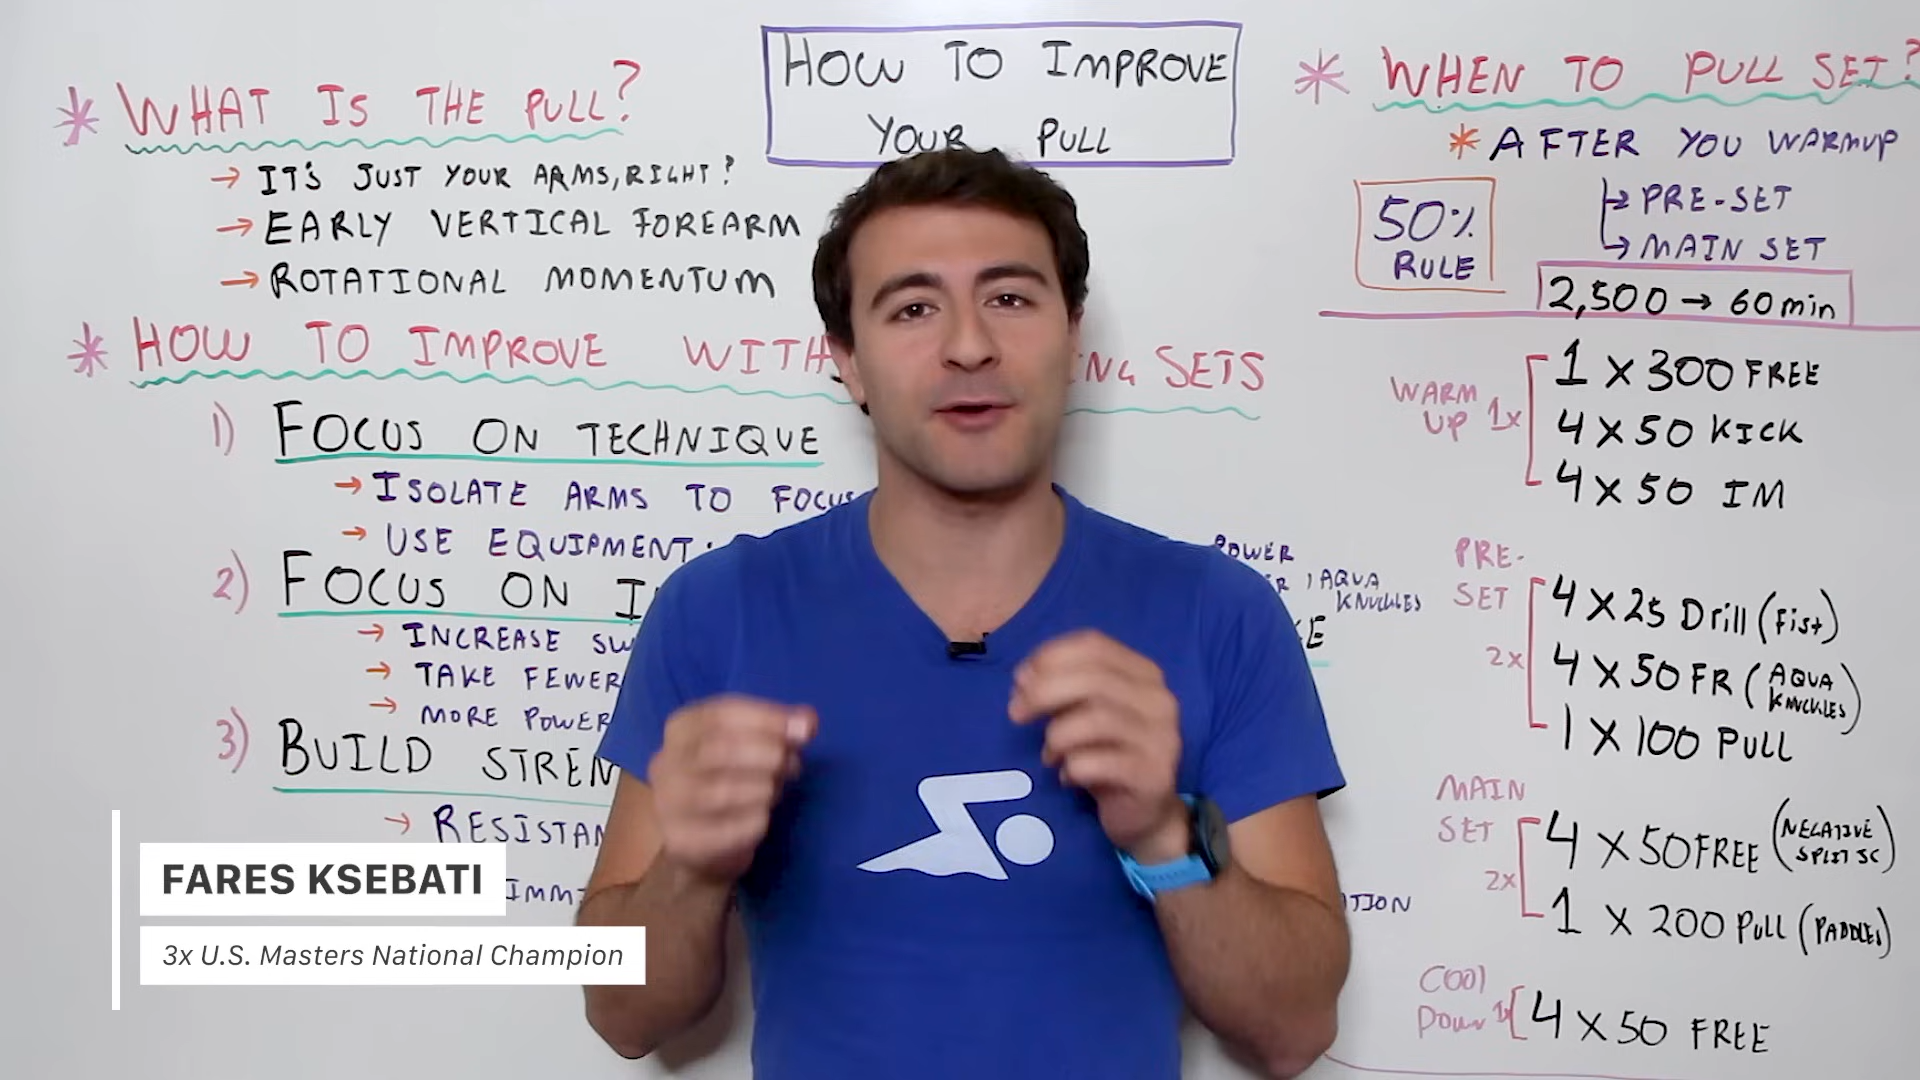 HOW TO IMPROVE
YOUR PULL
* WHAT IS THE PULL?
→ IT'S JUST YOUR ARMS, RIGHT?
→ EARLY VERTICAL FOREARM
→ ROTATIONAL MOMENTUM
* HOW TO IMPROVE WITH SETS
1) FOCUS ON TECHNIQUE
→ ISOLATE ARMS TO FOCUS
→ USE EQUIPMENT.
2) FOCUS ON
→ INCREASE
→ TAKE FEWER
→ MORE POWER
3) BUILD
→
POWER
, AQUA
KNUCKLES
FARES KSEBATI
3x U.S. Masters National Champion
* WHEN TO PULL SET?
* AFTER YOU WARMUP
↳ PRE-SET
↳ MAIN SET
50%
RULE
2,500 → 60 min
WARM
UP 1x
1 x 300 FREE
4 x 50 KICK
4 x 50 IM
PRE-
SET
2x
4 x 25 Drill (Fist)
4 x 50 FR (AQUA
KNUCKLES)
1 x 100 PULL
MAIN
SET
2x
4 x 50 FREE (NEGATIVE
SPLIT SC)
1 x 200 PULL (PADDLES)
COOL
DOWN 1x
4 x 50 FREE